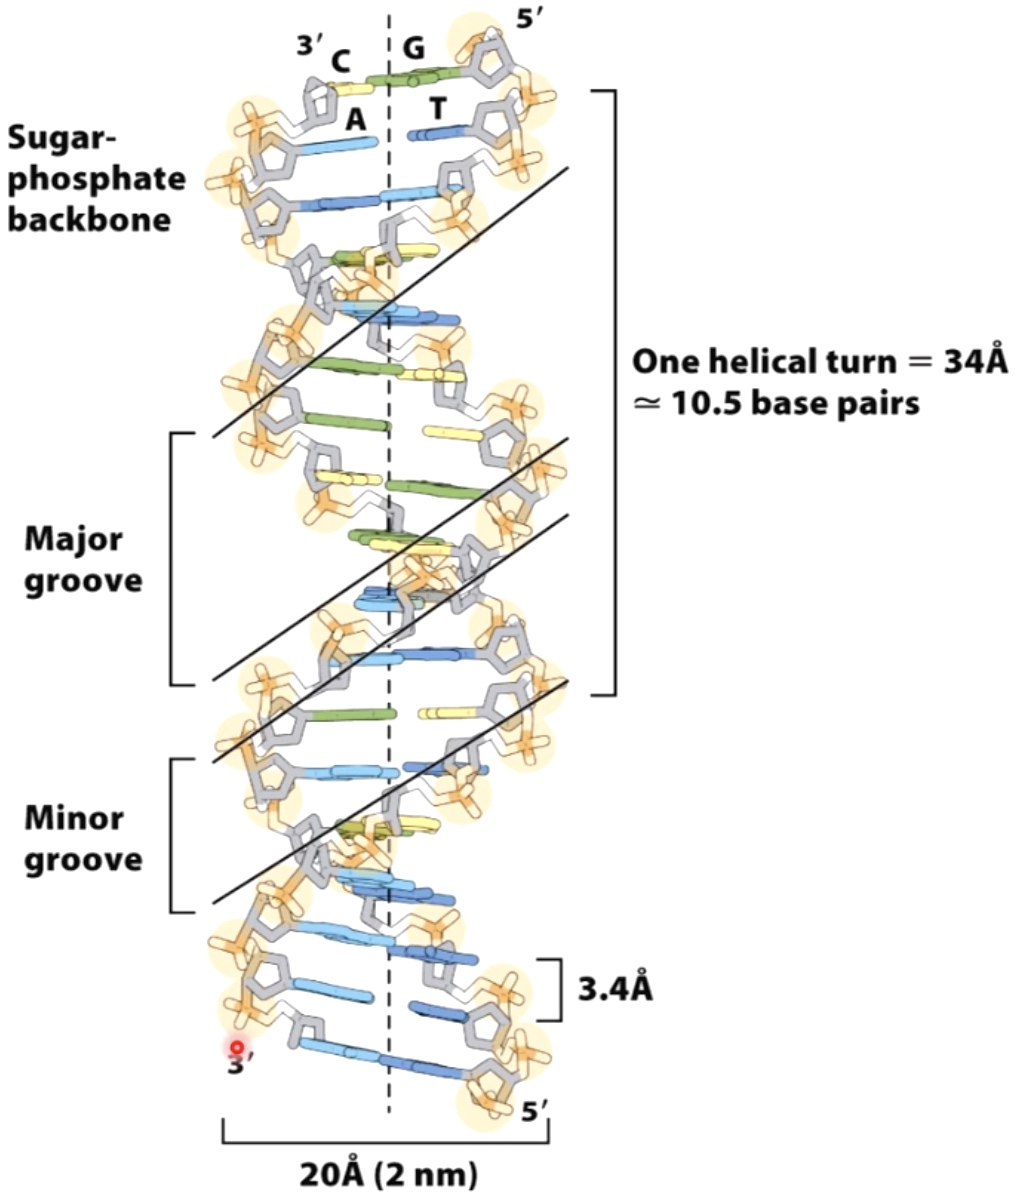 5′
3′
C
G
A
T
Sugar-
phosphate
backbone
One helical turn = 34Å
≃ 10.5 base pairs
Major
groove
Minor
groove
3.4Å
3′
5′
20Å (2 nm)